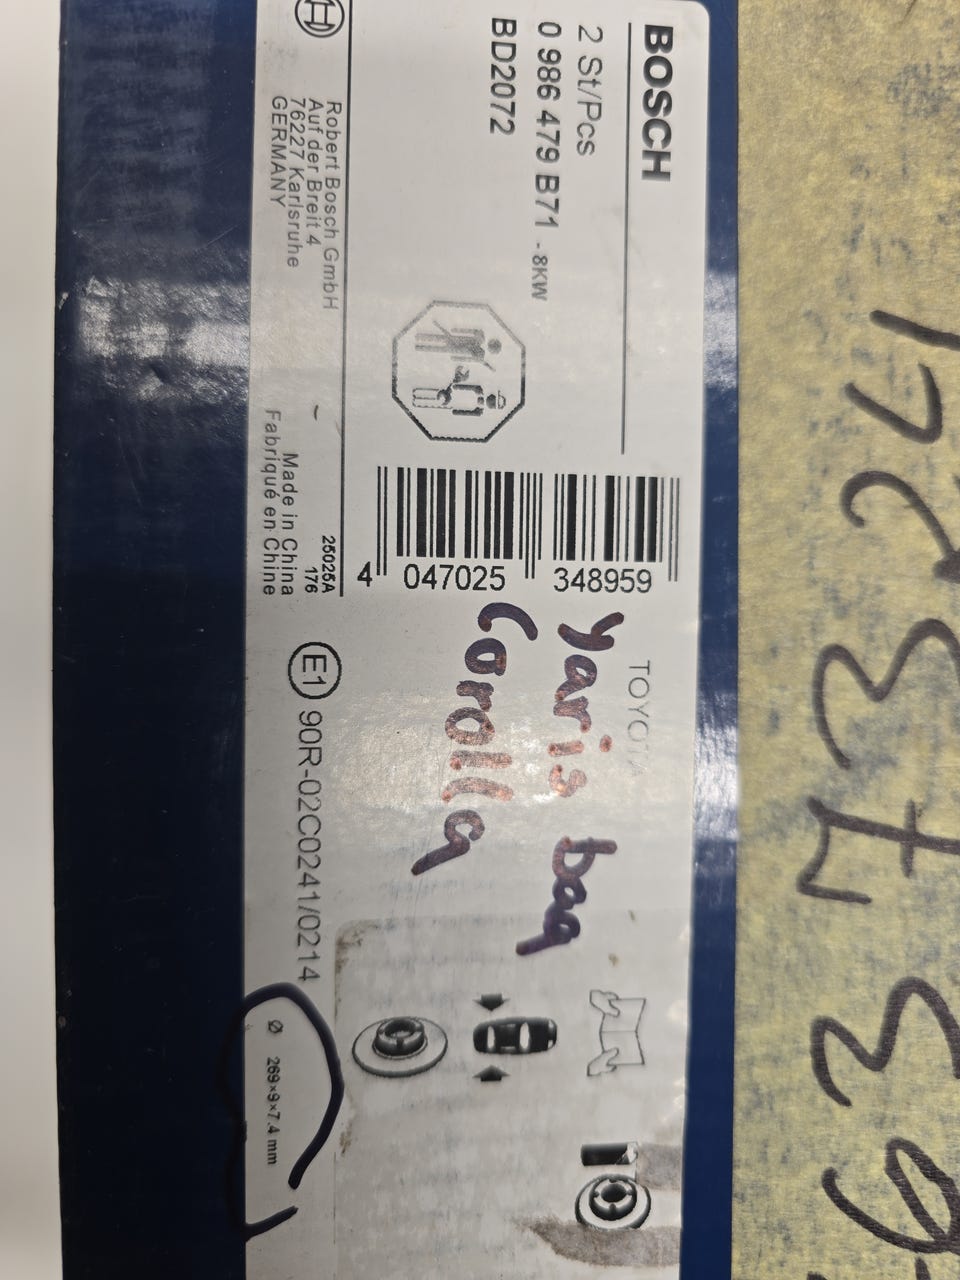 BOSCH
2 St/Pcs
0 986 479 B71 - 8KW
BD2072
Robert Bosch GmbH
Auf der Breit 4
76227 Karlsruhe
GERMANY
25025A
176
Made in China
Fabriqué en Chine
4 047025 348959
TOYOTA
yaris bag
Corolla
E1 90R-02C0241/0214
Ø 269×9×7.4 mm